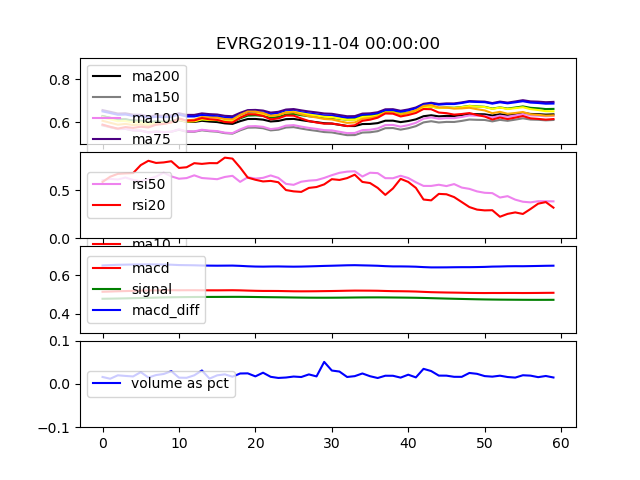 EVRG2019-11-04 00:00:00
0.8
0.6
ma200
ma150
ma100
ma75
0.5
0.0
rsi50
rsi20
ma10
0.6
0.4
macd
signal
macd_diff
0.1
0.0
−0.1
volume as pct
0 10 20 30 40 50 60